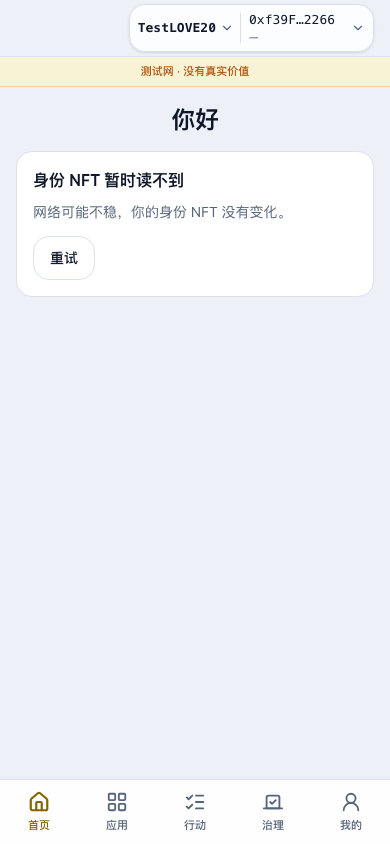 TestLOVE20
0xf39F…2266
—
测试网 · 没有真实价值
你好
身份 NFT 暂时读不到
网络可能不稳，你的身份 NFT 没有变化。
重试
首页
应用
行动
治理
我的